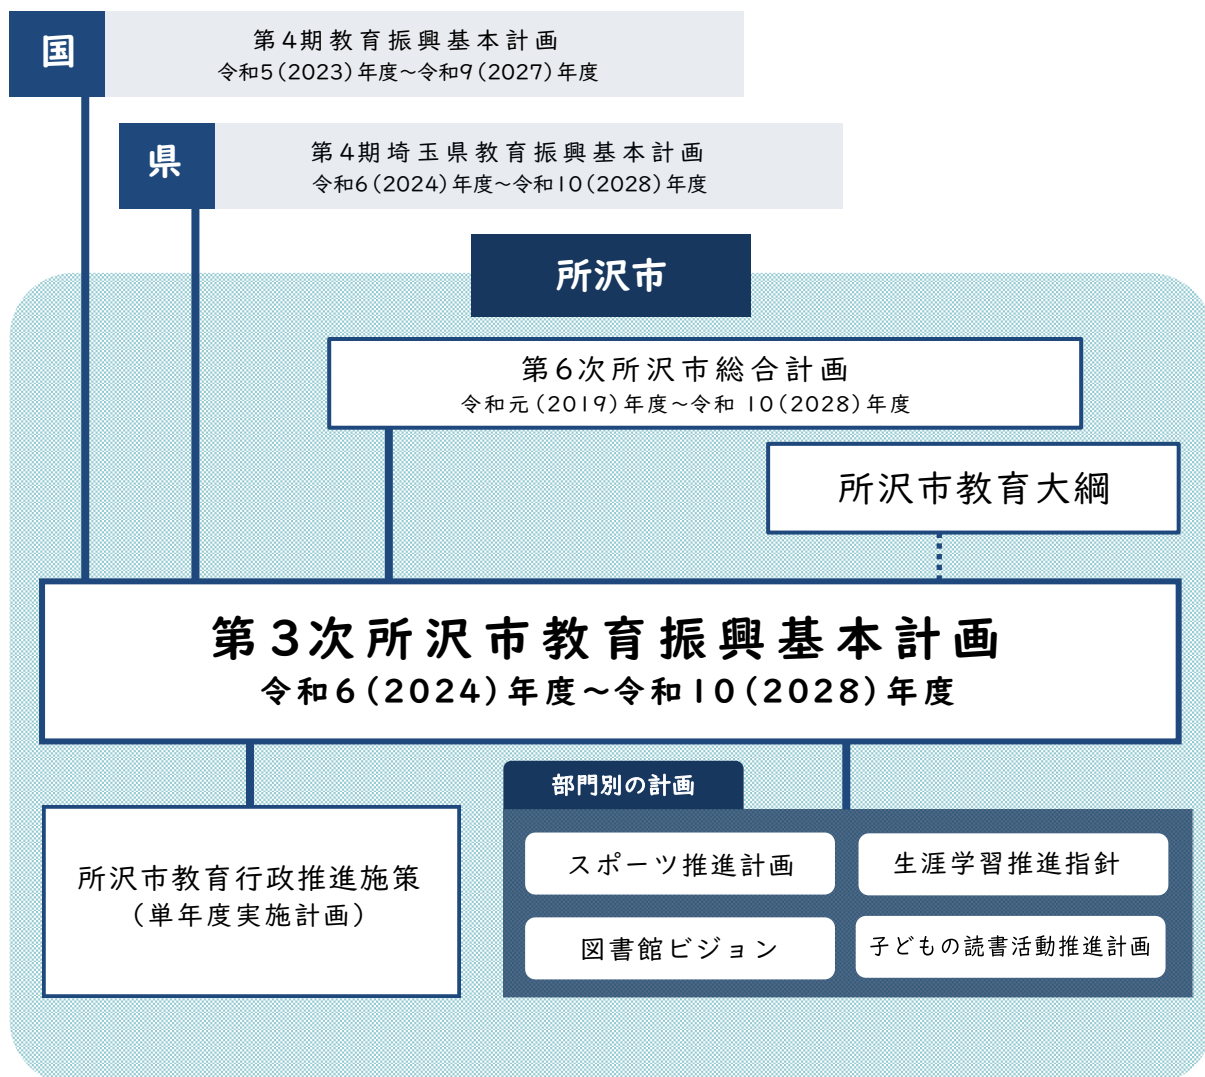 国
第4期教育振興基本計画
令和5(2023)年度~令和9(2027)年度
県
第4期埼玉県教育振興基本計画
令和6(2024)年度~令和10(2028)年度
所沢市
第6次所沢市総合計画
令和元(2019)年度~令和 10(2028)年度
所沢市教育大綱
第3次所沢市教育振興基本計画
令和6(2024)年度~令和10(2028)年度
所沢市教育行政推進施策
(単年度実施計画)
部門別の計画
スポーツ推進計画
生涯学習推進指針
図書館ビジョン
子どもの読書活動推進計画